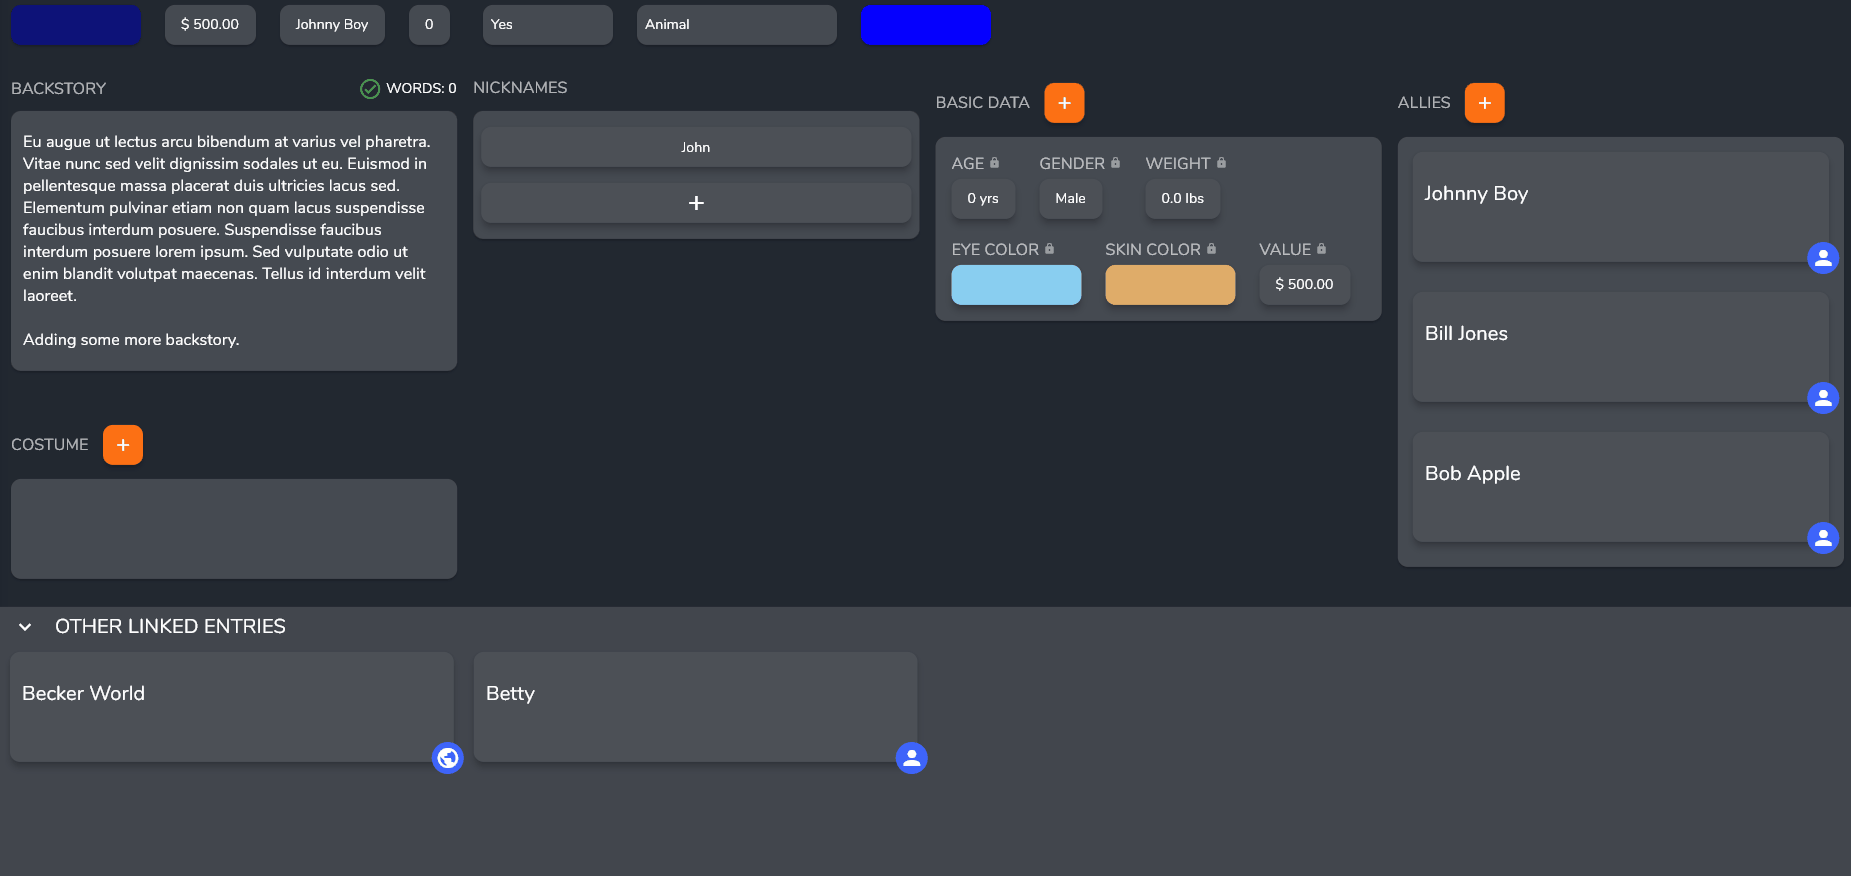 $ 500.00
Johnny Boy
0
Yes
Animal
BACKSTORY
WORDS: 0
Eu augue ut lectus arcu bibendum at varius vel pharetra.
Vitae nunc sed velit dignissim sodales ut eu. Euismod in
pellentesque massa placerat duis ultricies lacus sed.
Elementum pulvinar etiam non quam lacus suspendisse
faucibus interdum posuere. Suspendisse faucibus
interdum posuere lorem ipsum. Sed vulputate odio ut
enim blandit volutpat maecenas. Tellus id interdum velit
laoreet.
Adding some more backstory.
COSTUME
+
NICKNAMES
John
+
BASIC DATA
+
AGE
GENDER
WEIGHT
0 yrs
Male
0.0 lbs
EYE COLOR
SKIN COLOR
VALUE
$ 500.00
ALLIES
+
Johnny Boy
Bill Jones
Bob Apple
OTHER LINKED ENTRIES
Becker World
Betty